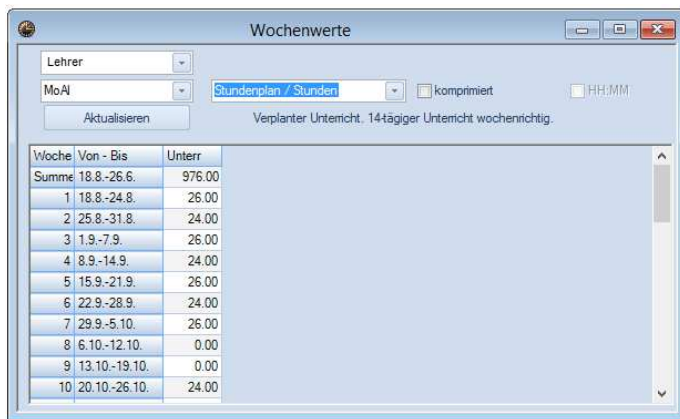 Wochenwerte
Lehrer
MoAl Stundenplan / Stunden komprimiert HH:MM
Aktualisieren Verplanter Unterricht. 14-tägiger Unterricht wochenrichtig.
Woche Von - Bis Unterr
Summe 18.8.-26.6. 976.00
1 18.8.-24.8. 26.00
2 25.8.-31.8. 24.00
3 1.9.-7.9. 26.00
4 8.9.-14.9. 24.00
5 15.9.-21.9. 26.00
6 22.9.-28.9. 24.00
7 29.9.-5.10. 26.00
8 6.10.-12.10. 0.00
9 13.10.-19.10. 0.00
10 20.10.-26.10. 24.00